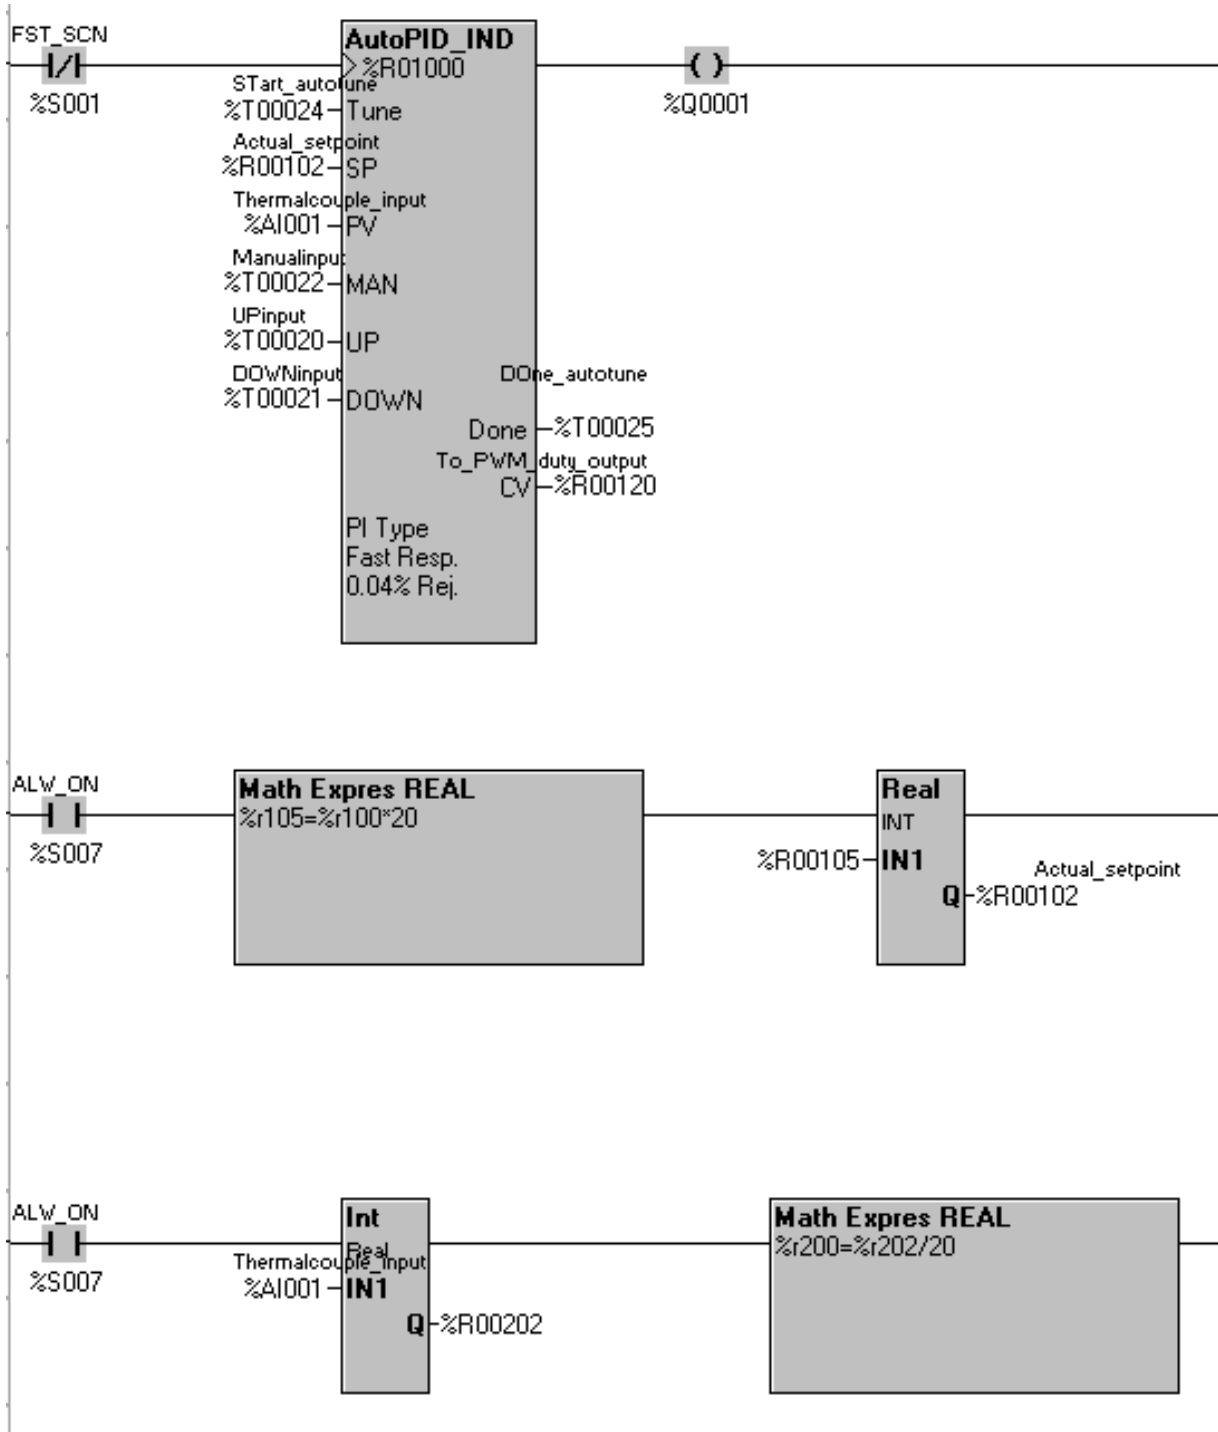 FST_SCN
%S001
AutoPID_IND
%R01000
STart_autotune
%T00024 Tune
Actual_setpoint
%R00102 SP
Thermalcouple_input
%AI001 PV
Manualinput
%T00022 MAN
UPinput
%T00020 UP
DOWNinput
%T00021 DOWN
DOne_autotune
Done %T00025
To_PWM_duty_output
CV %R00120
PI Type
Fast Resp.
0.04% Rej.
%Q0001
ALW_ON
%S007
Math Expres REAL
%r105=%r100*20
Real
INT
%R00105 IN1
Actual_setpoint
Q %R00102
ALW_ON
%S007
Int
Real
Thermalcouple_input
%AI001 IN1
Q %R00202
Math Expres REAL
%r200=%r202/20